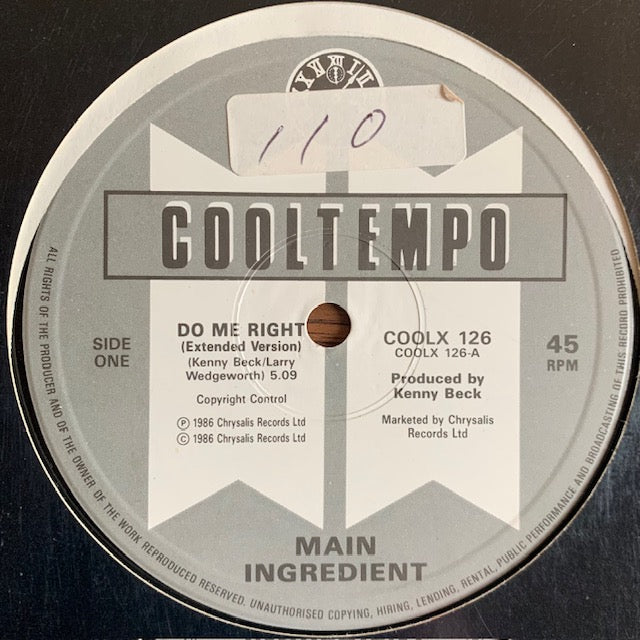 110
COOLTEMPO
SIDE
ONE
DO ME RIGHT
(Extended Version)
(Kenny Beck/Larry
Wedgeworth) 5.09
Copyright Control
Ⓟ 1986 Chrysalis Records Ltd
© 1986 Chrysalis Records Ltd
COOLX 126
COOLX 126-A
Produced by
Kenny Beck
Marketed by Chrysalis
Records Ltd
45
RPM
MAIN
INGREDIENT
ALL RIGHTS OF THE PRODUCER AND OF THE OWNER OF THE WORK REPRODUCED RESERVED. UNAUTHORISED COPYING, HIRING, LENDING, RENTAL, PUBLIC PERFORMANCE AND BROADCASTING OF THIS RECORD PROHIBITED